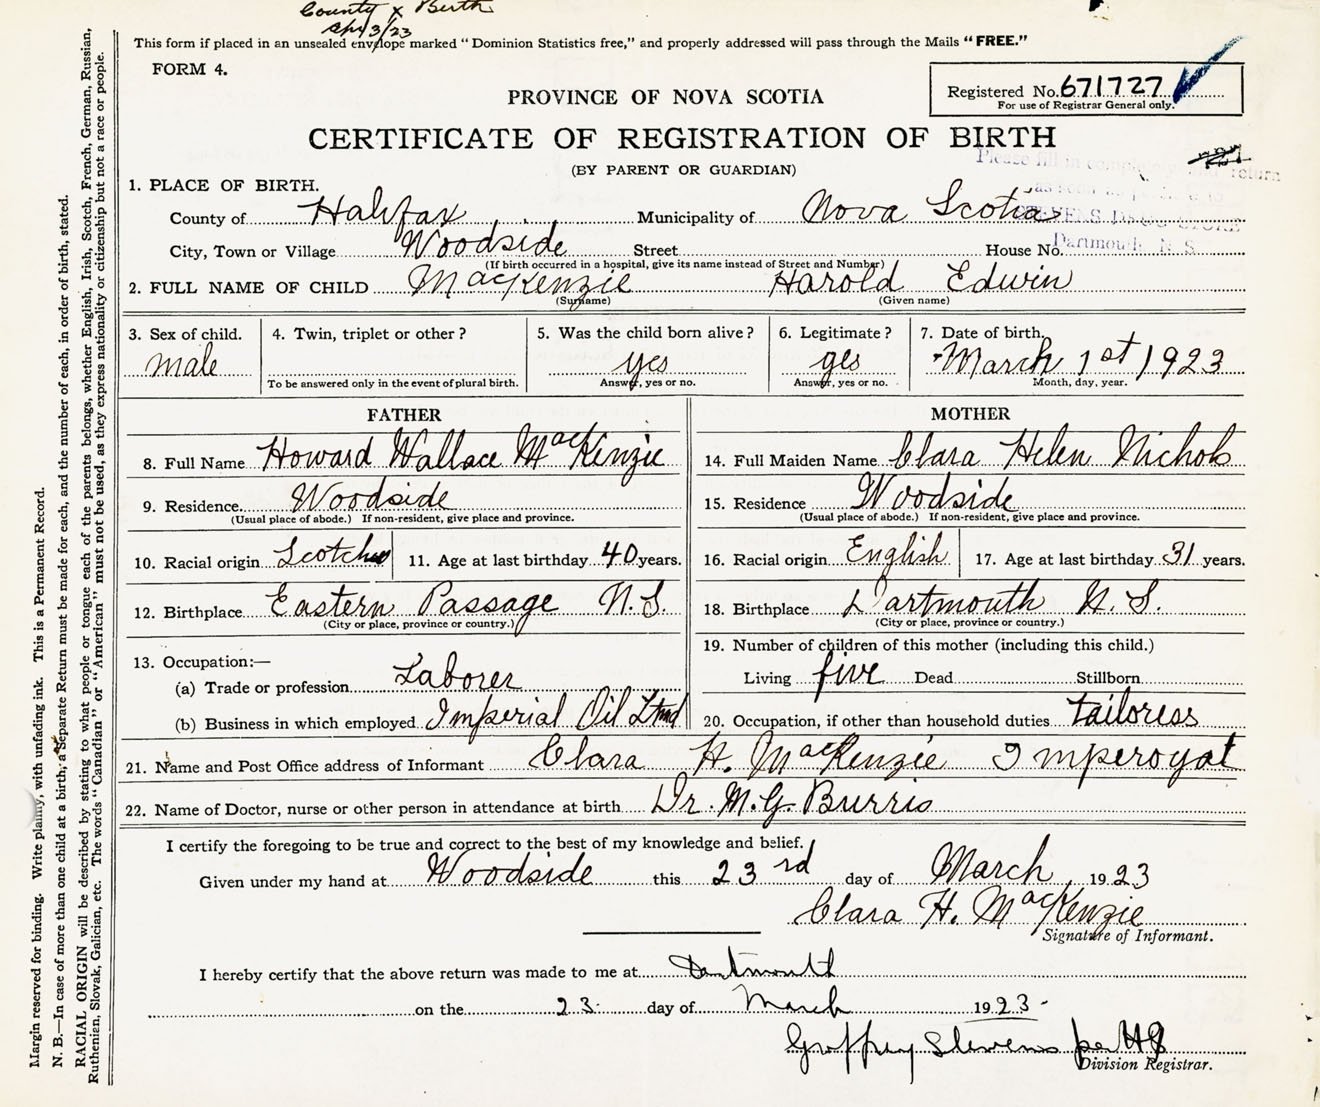 County x Birth
Apr 3/23
This form if placed in an unsealed envelope marked "Dominion Statistics free," and properly addressed will pass through the Mails "FREE."
FORM 4.
Registered No. 671727
For use of Registrar General only.
PROVINCE OF NOVA SCOTIA
CERTIFICATE OF REGISTRATION OF BIRTH
(BY PARENT OR GUARDIAN)
Please fill in completely and return
as soon as possible to
STEVENS DRUG STORE
Dartmouth, N. S.
1. PLACE OF BIRTH.
County of Halifax Municipality of Nova Scotia
City, Town or Village Woodside Street House No.
(If birth occurred in a hospital, give its name instead of Street and Number)
2. FULL NAME OF CHILD MacKenzie Harold Edwin
(Surname) (Given name)
3. Sex of child. 4. Twin, triplet or other? 5. Was the child born alive? 6. Legitimate? 7. Date of birth.
male yes yes March 1st 1923
To be answered only in the event of plural birth. Answer, yes or no. Answer, yes or no. Month, day, year.
FATHER
8. Full Name Howard Wallace MacKenzie
9. Residence. Woodside
(Usual place of abode.) If non-resident, give place and province.
10. Racial origin Scotch 11. Age at last birthday 40 years.
12. Birthplace Eastern Passage N.S.
(City or place, province or country.)
13. Occupation:—
(a) Trade or profession Laborer
(b) Business in which employed Imperial Oil Ltmd
MOTHER
14. Full Maiden Name Clara Helen Nichols
15. Residence Woodside
(Usual place of abode.) If non-resident, give place and province.
16. Racial origin English 17. Age at last birthday 31 years.
18. Birthplace Dartmouth N.S.
(City or place, province or country.)
19. Number of children of this mother (including this child.)
Living five Dead Stillborn
20. Occupation, if other than household duties tailoress
21. Name and Post Office address of Informant Clara H. MacKenzie Imperoyal
22. Name of Doctor, nurse or other person in attendance at birth Dr. M.G. Burris
I certify the foregoing to be true and correct to the best of my knowledge and belief.
Given under my hand at Woodside this 23rd day of March 1923
Clara H. MacKenzie
Signature of Informant.
I hereby certify that the above return was made to me at Dartmouth
on the 23 day of March 1923
Goffrey Stevens per HG
Division Registrar.
Margin reserved for binding. Write plainly, with unfading ink. This is a Permanent Record.
N. B.—In case of more than one child at a birth, a Separate Return must be made for each, and the number of each, in order of birth, stated.
RACIAL ORIGIN will be described by stating to what people or tongue each of the parents belongs, whether English, Irish, Scotch, French, German, Russian,
Ruthenian, Slovak, Galician, etc. The words "Canadian" or "American" must not be used, as they express nationality or citizenship but not a race or people.